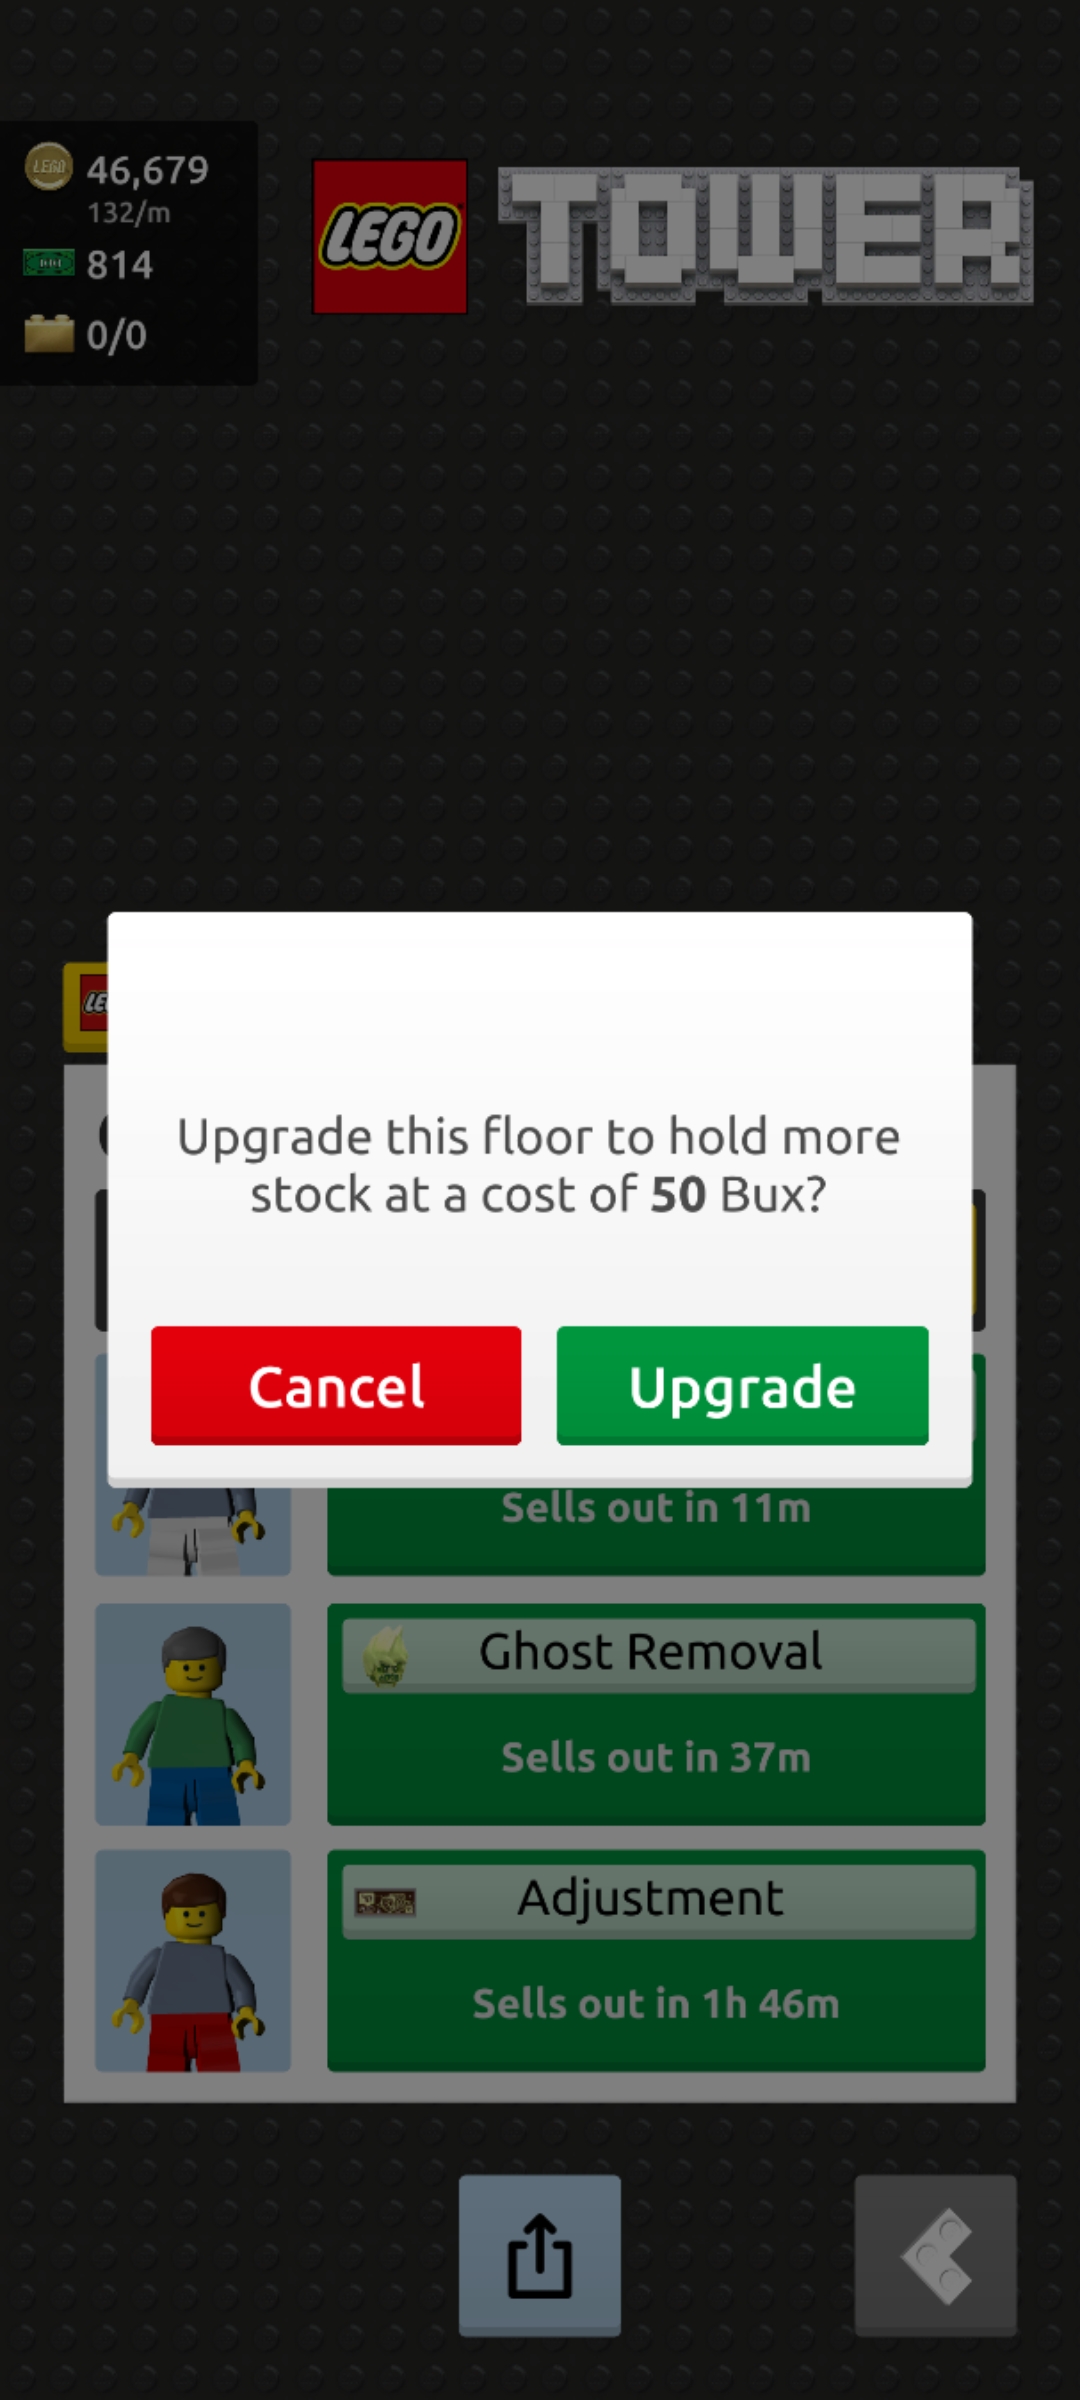 LEGO
46,679
132/m
814
0/0
LEGO
TOWER
Upgrade this floor to hold more
stock at a cost of 50 Bux?
Cancel
Upgrade
Sells out in 11m
Ghost Removal
Sells out in 37m
Adjustment
Sells out in 1h 46m